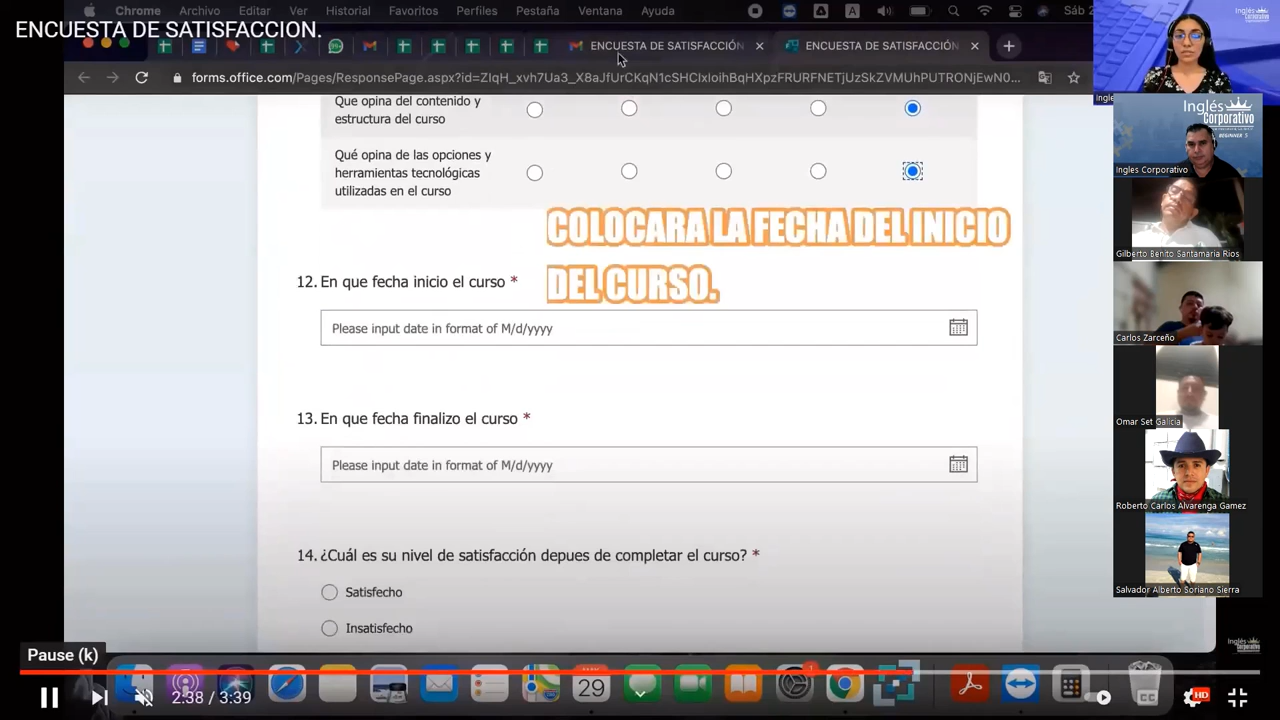 Chrome Archivo Editar Ver Historial Favoritos Perfiles Pestaña Ventana Ayuda
ENCUESTA DE SATISFACCION.
ENCUESTA DE SATISFACCIÓN
ENCUESTA DE SATISFACCIÓN
forms.office.com/Pages/ResponsePage.aspx?id=ZIqH_xvh7Ua3_X8aJfUrCKqN1cSHCIxIoihBqHXpzFRURFNETjUzSkZVMUhPUTRONjEwN0...
Que opina del contenido y
estructura del curso
Qué opina de las opciones y
herramientas tecnológicas
utilizadas en el curso
COLOCARA LA FECHA DEL INICIO
DEL CURSO.
12. En que fecha inicio el curso *
Please input date in format of M/d/yyyy
13. En que fecha finalizo el curso *
Please input date in format of M/d/yyyy
14. ¿Cuál es su nivel de satisfacción depues de completar el curso? *
Satisfecho
Insatisfecho
Inglés
Corporativo
Inglés
Corporativo
BEGINNER 5
Ingles Corporativo
Gilberto Benito Santamaria Rios
Carlos Zarceño
Omar Set Galicia
Roberto Carlos Alvarenga Gamez
Salvador Alberto Soriano Sierra
Pause (k)
29
2:38 / 3:39
HD